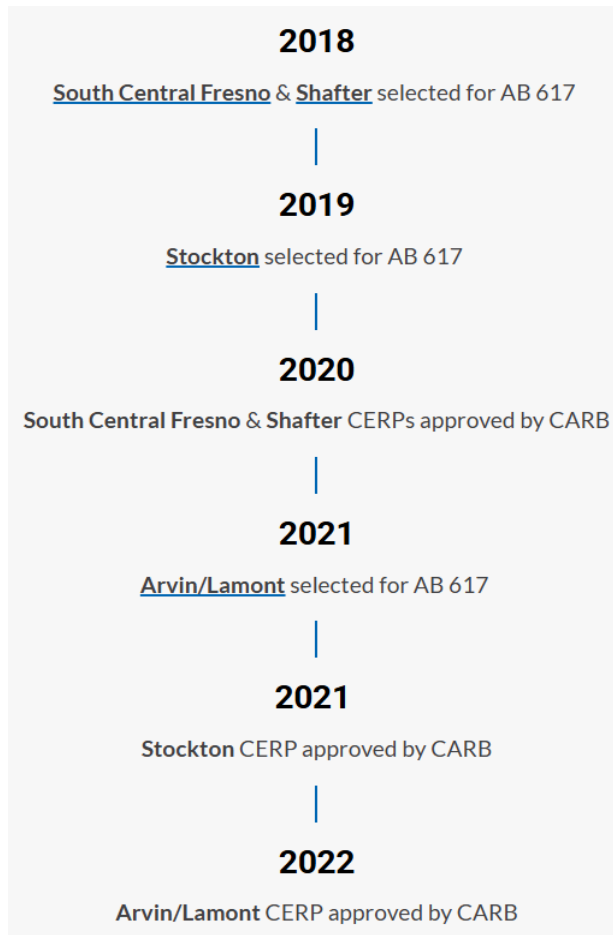 2018
South Central Fresno & Shafter selected for AB 617
2019
Stockton selected for AB 617
2020
South Central Fresno & Shafter CERPs approved by CARB
2021
Arvin/Lamont selected for AB 617
2021
Stockton CERP approved by CARB
2022
Arvin/Lamont CERP approved by CARB